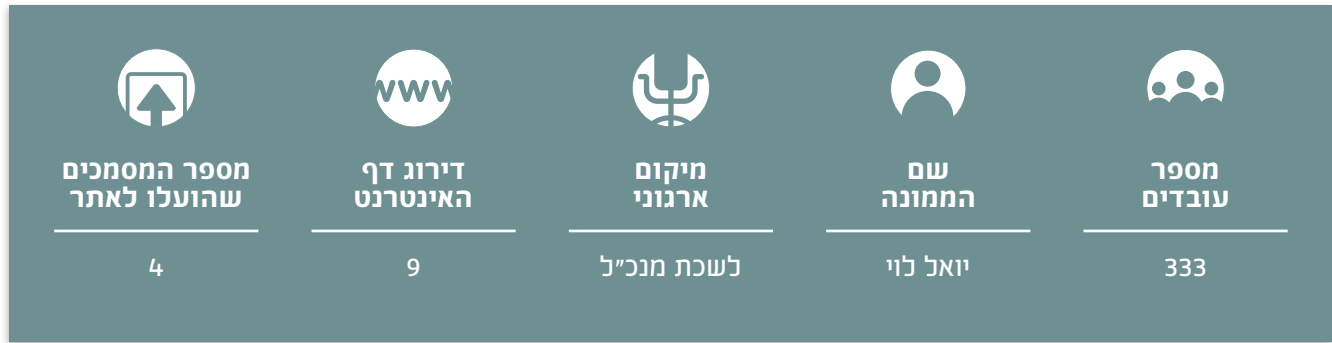 מספר
עובדים
333
שם
הממונה
יואל לוי
מיקום
ארגוני
לשכת מנכ״ל
www
דירוג דף
האינטרנט
9
מספר המסמכים
שהועלו לאתר
4